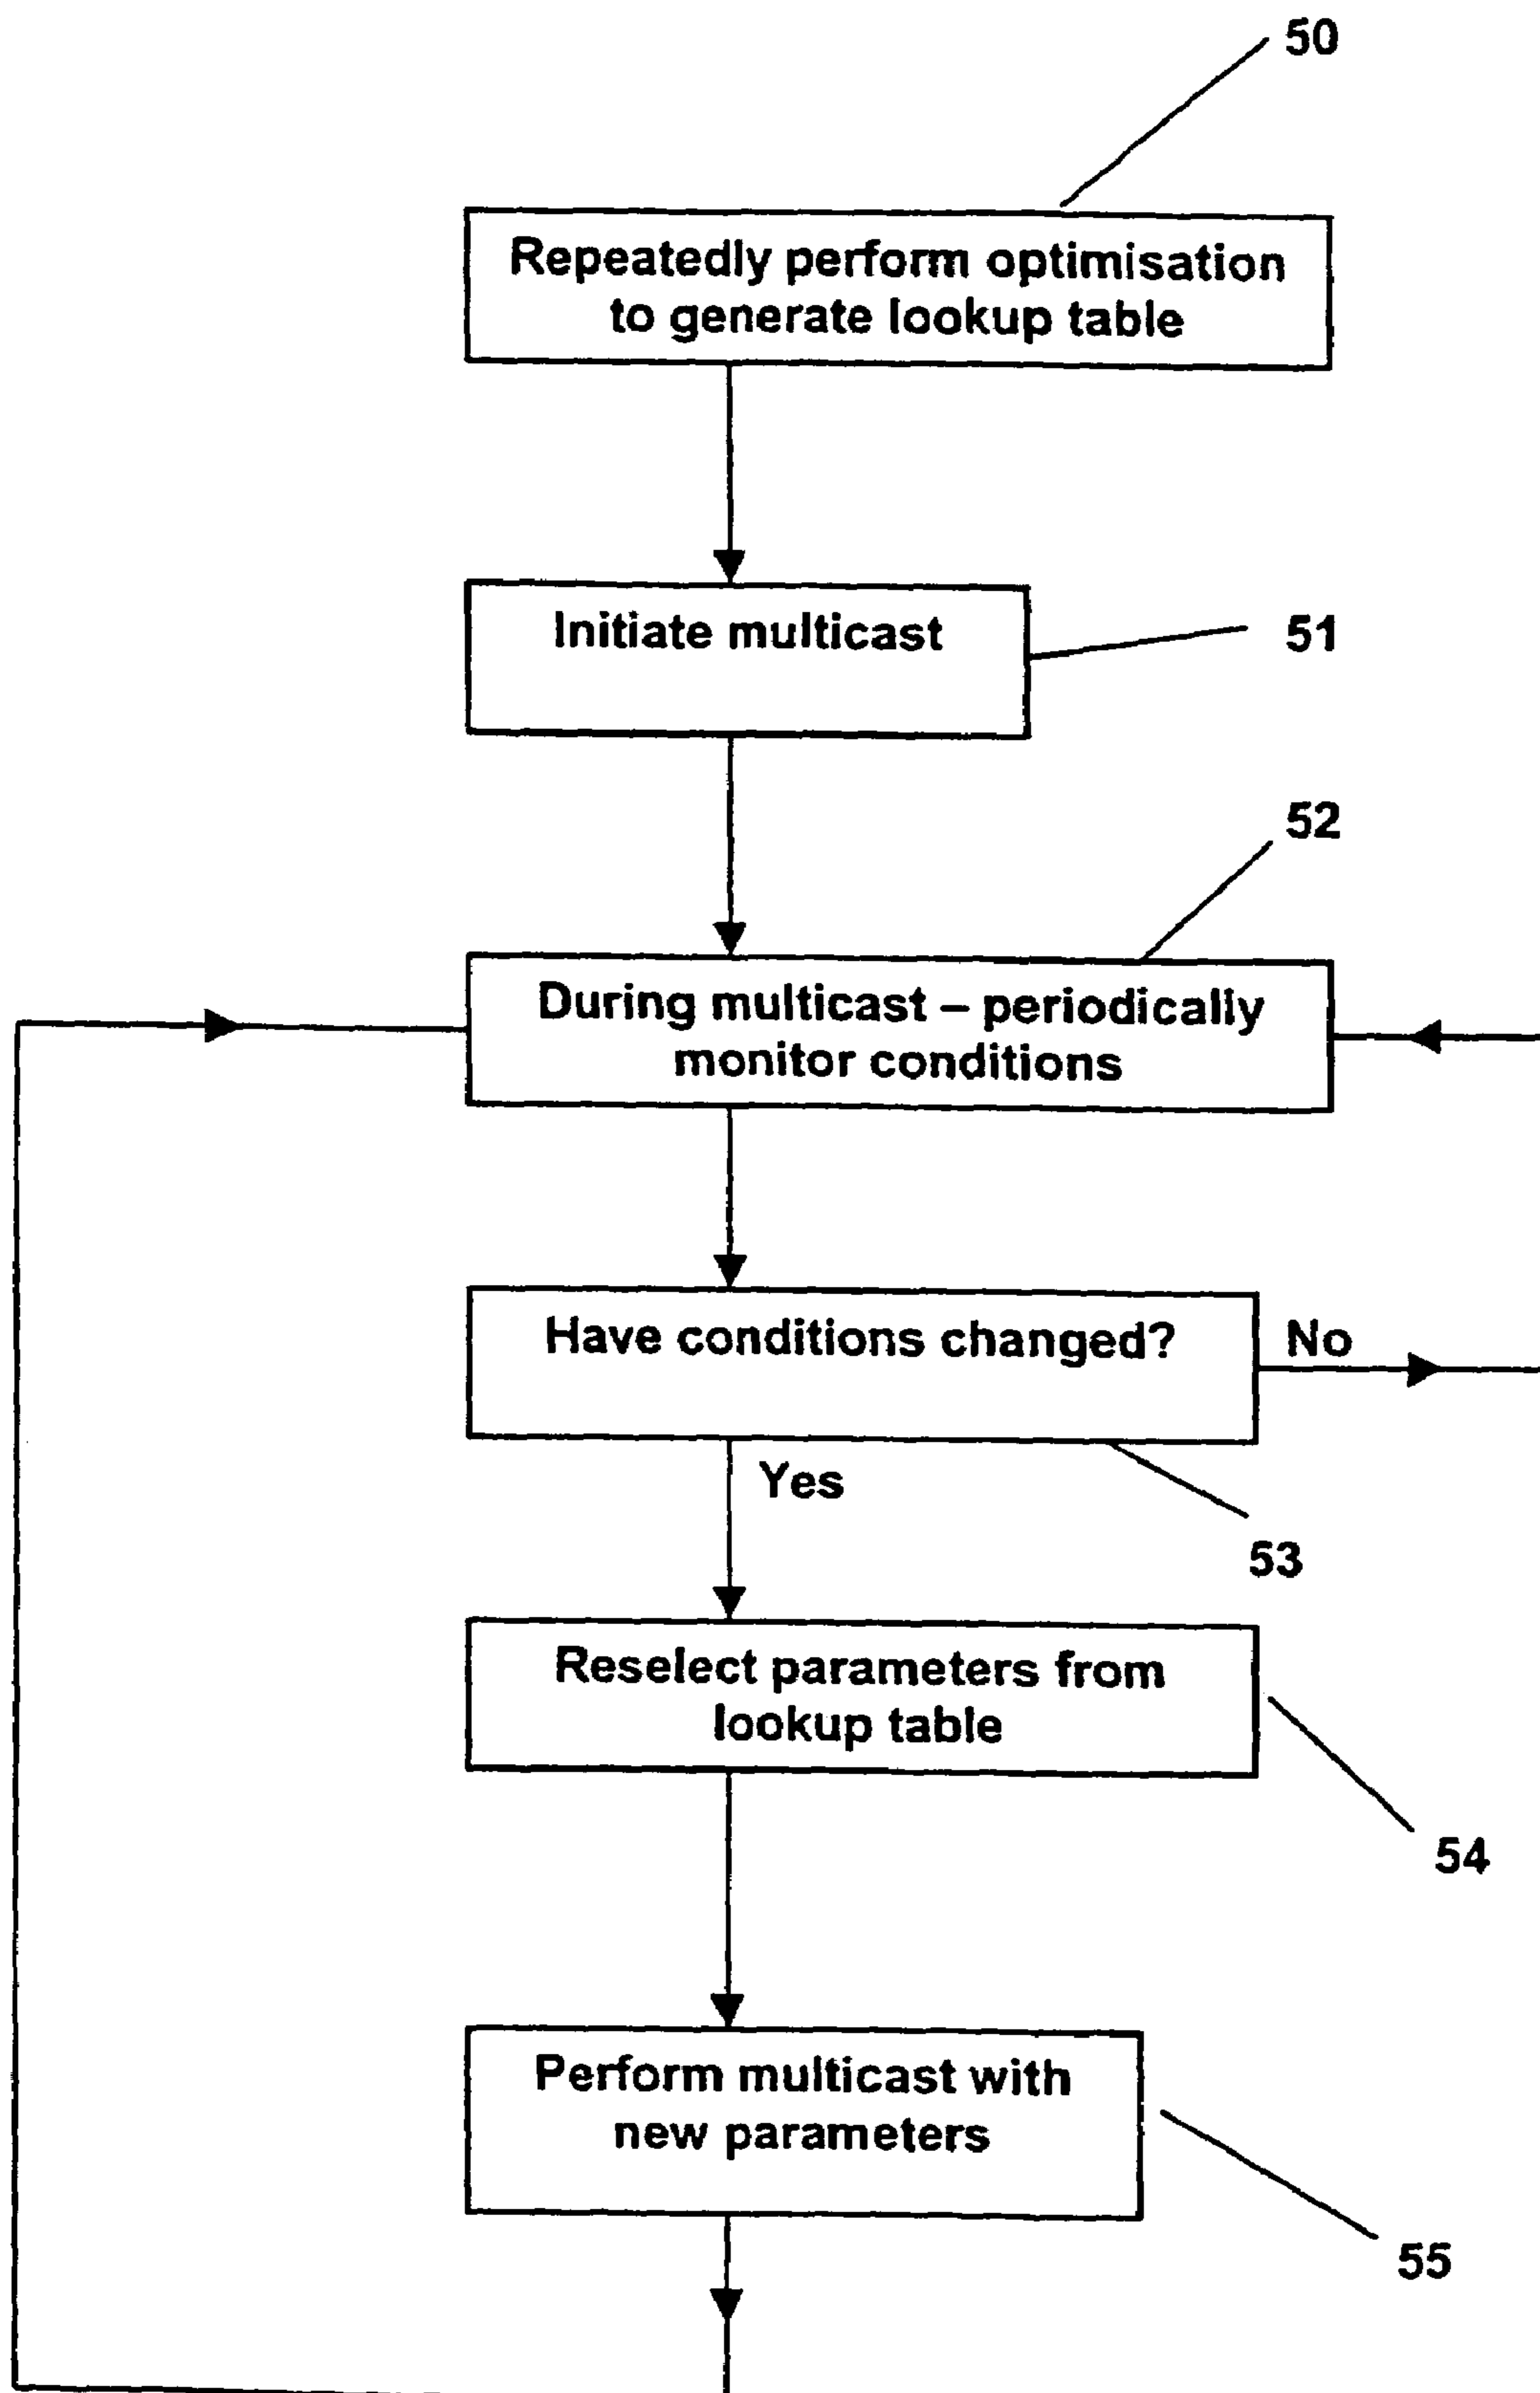 50
Repeatedly perform optimisation
to generate lookup table
Initiate multicast
51
52
During multicast – periodically
monitor conditions
Have conditions changed?
No
Yes
53
Reselect parameters from
lookup table
54
Perform multicast with
new parameters
55